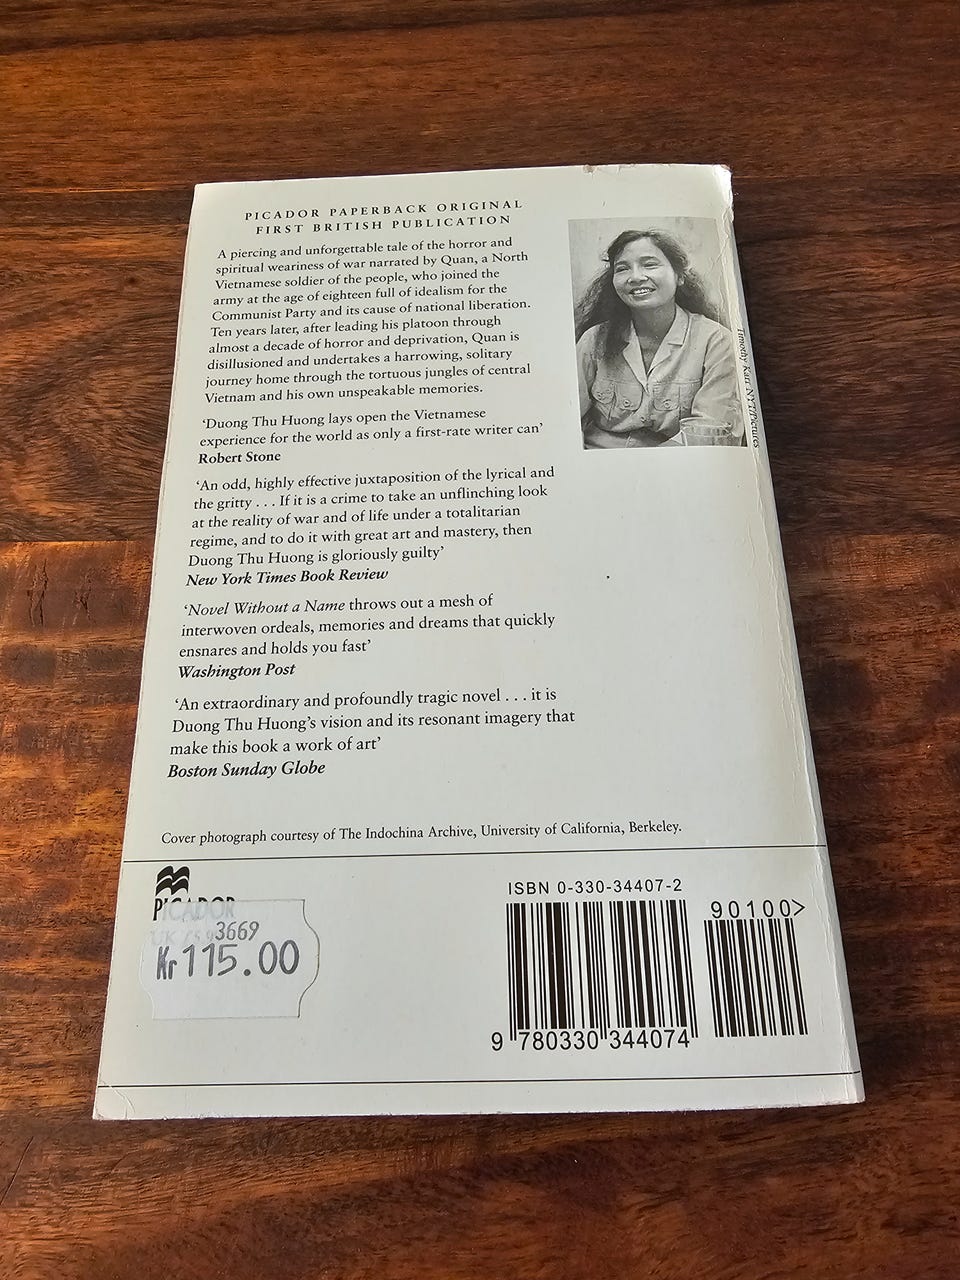 PICADOR PAPERBACK ORIGINAL
FIRST BRITISH PUBLICATION
A piercing and unforgettable tale of the horror and
spiritual weariness of war narrated by Quan, a North
Vietnamese soldier of the people, who joined the
army at the age of eighteen full of idealism for the
Communist Party and its cause of national liberation.
Ten years later, after leading his platoon through
almost a decade of horror and deprivation, Quan is
disillusioned and undertakes a harrowing, solitary
journey home through the tortuous jungles of central
Vietnam and his own unspeakable memories.
‘Duong Thu Huong lays open the Vietnamese
experience for the world as only a first-rate writer can’
Robert Stone
‘An odd, highly effective juxtaposition of the lyrical and
the gritty . . . If it is a crime to take an unflinching look
at the reality of war and of life under a totalitarian
regime, and to do it with great art and mastery, then
Duong Thu Huong is gloriously guilty’
New York Times Book Review
‘Novel Without a Name throws out a mesh of
interwoven ordeals, memories and dreams that quickly
ensnares and holds you fast’
Washington Post
‘An extraordinary and profoundly tragic novel . . . it is
Duong Thu Huong’s vision and its resonant imagery that
make this book a work of art’
Boston Sunday Globe
Timothy Karr NYT/Pictures
Cover photograph courtesy of The Indochina Archive, University of California, Berkeley.
PICADOR
UK
3669
Kr 115.00
ISBN 0-330-34407-2
90100>
9 780330 344074